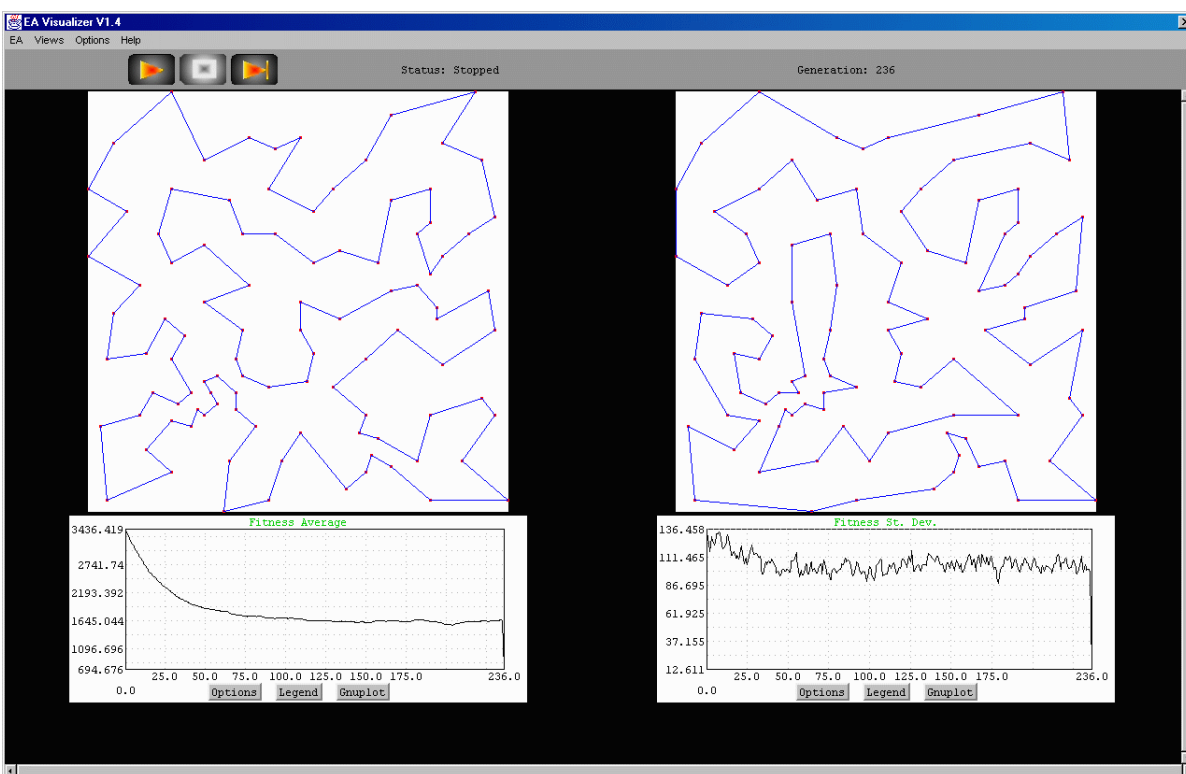 EA Visualizer V1.4
EA Views Options Help
Status: Stopped Generation: 236
Fitness Average
3436.419
2741.74
2193.392
1645.044
1096.696
694.676
25.0 50.0 75.0 100.0 125.0 150.0 175.0 236.0
0.0
Options Legend Gnuplot
Fitness St. Dev.
136.458
111.465
86.695
61.925
37.155
12.611
25.0 50.0 75.0 100.0 125.0 150.0 175.0 236.0
0.0
Options Legend Gnuplot